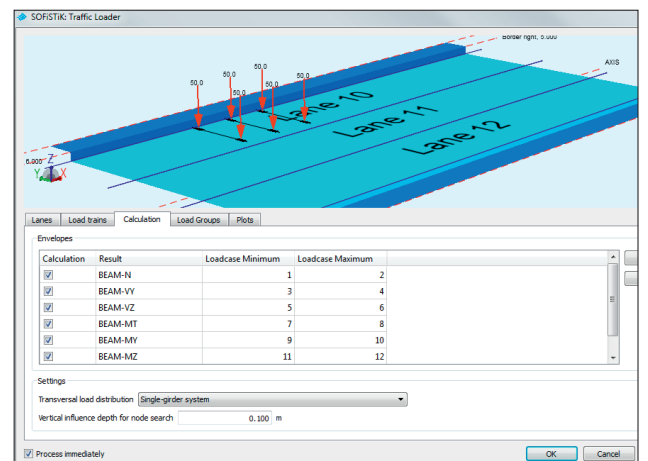 SOFiSTiK: Traffic Loader
Border right, 5.000
AXIS
50,0
50,0
50,0
50,0
50,0
50,0
Lane 10
Lane 11
Lane 12
6.000
Z
Y
X
Lanes Load trains Calculation Load Groups Plots
Envelopes
Calculation Result Loadcase Minimum Loadcase Maximum
BEAM-N 1 2
BEAM-VY 3 4
BEAM-VZ 5 6
BEAM-MT 7 8
BEAM-MY 9 10
BEAM-MZ 11 12
Settings
Transversal load distribution Single-girder system
Vertical influence depth for node search 0.100 m
Process immediately OK Cancel